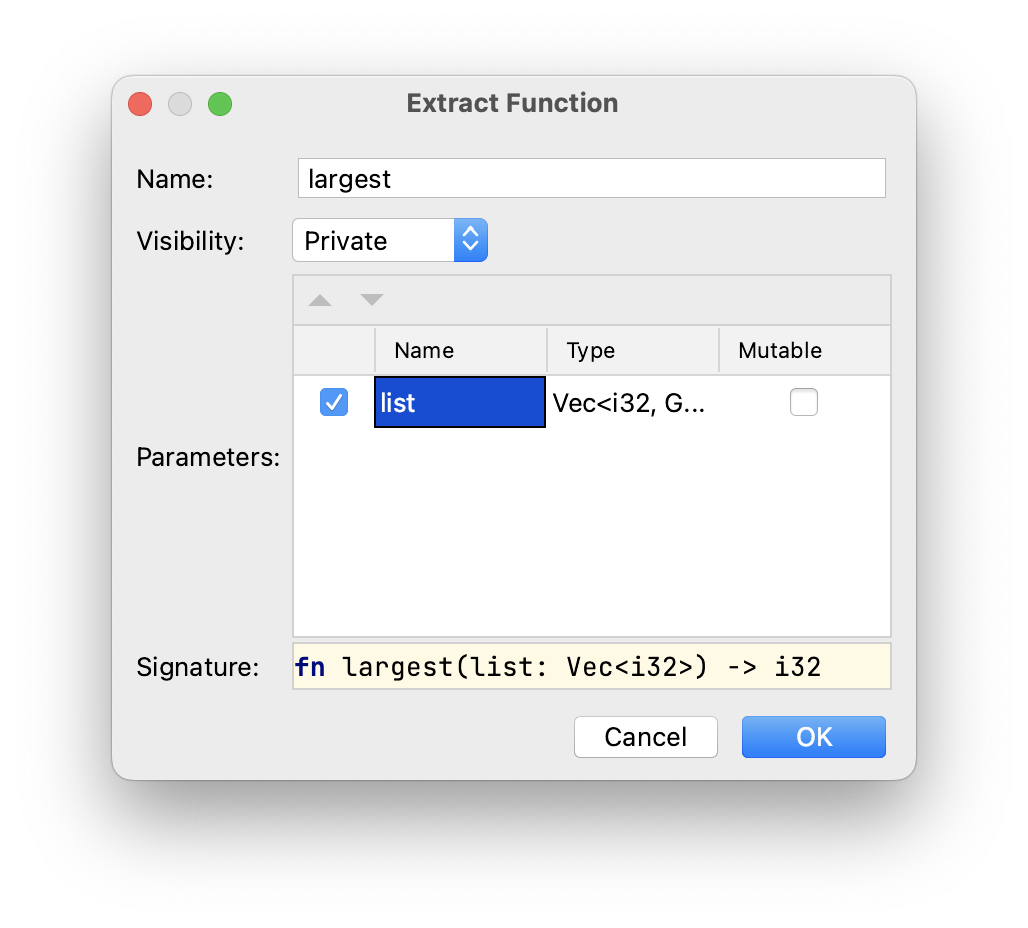 Extract Function
Name: largest
Visibility: Private
Name Type Mutable
list Vec<i32, G...
Parameters:
Signature: fn largest(list: Vec<i32>) -> i32
Cancel OK